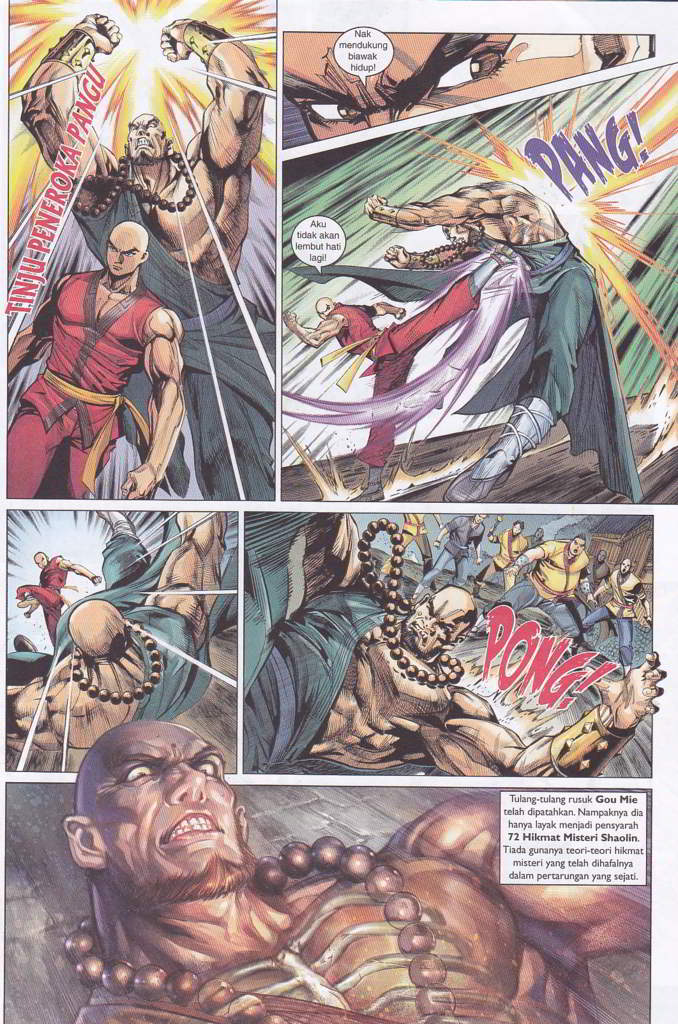 TINJU PENEROKA PANGU
Nak
mendukung
biawak
hidup!
PANG!
Aku
tidak akan
lembut hati
lagi!
PONG!
Tulang-tulang rusuk Gou Mie
telah dipatahkan. Nampaknya dia
hanya layak menjadi pensyarah
72 Hikmat Misteri Shaolin.
Tiada gunanya teori-teori hikmat
misteri yang telah dihafalnya
dalam pertarungan yang sejati.